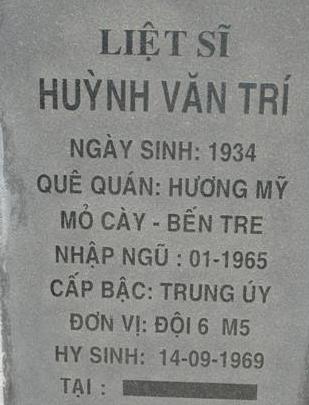 LIỆT SĨ
HUỲNH VĂN TRÍ
NGÀY SINH: 1934
QUÊ QUÁN: HƯƠNG MỸ
MỎ CÀY - BẾN TRE
NHẬP NGŨ : 01-1965
CẤP BẬC: TRUNG ÚY
ĐƠN VỊ: ĐỘI 6 M5
HY SINH: 14-09-1969
TẠI :